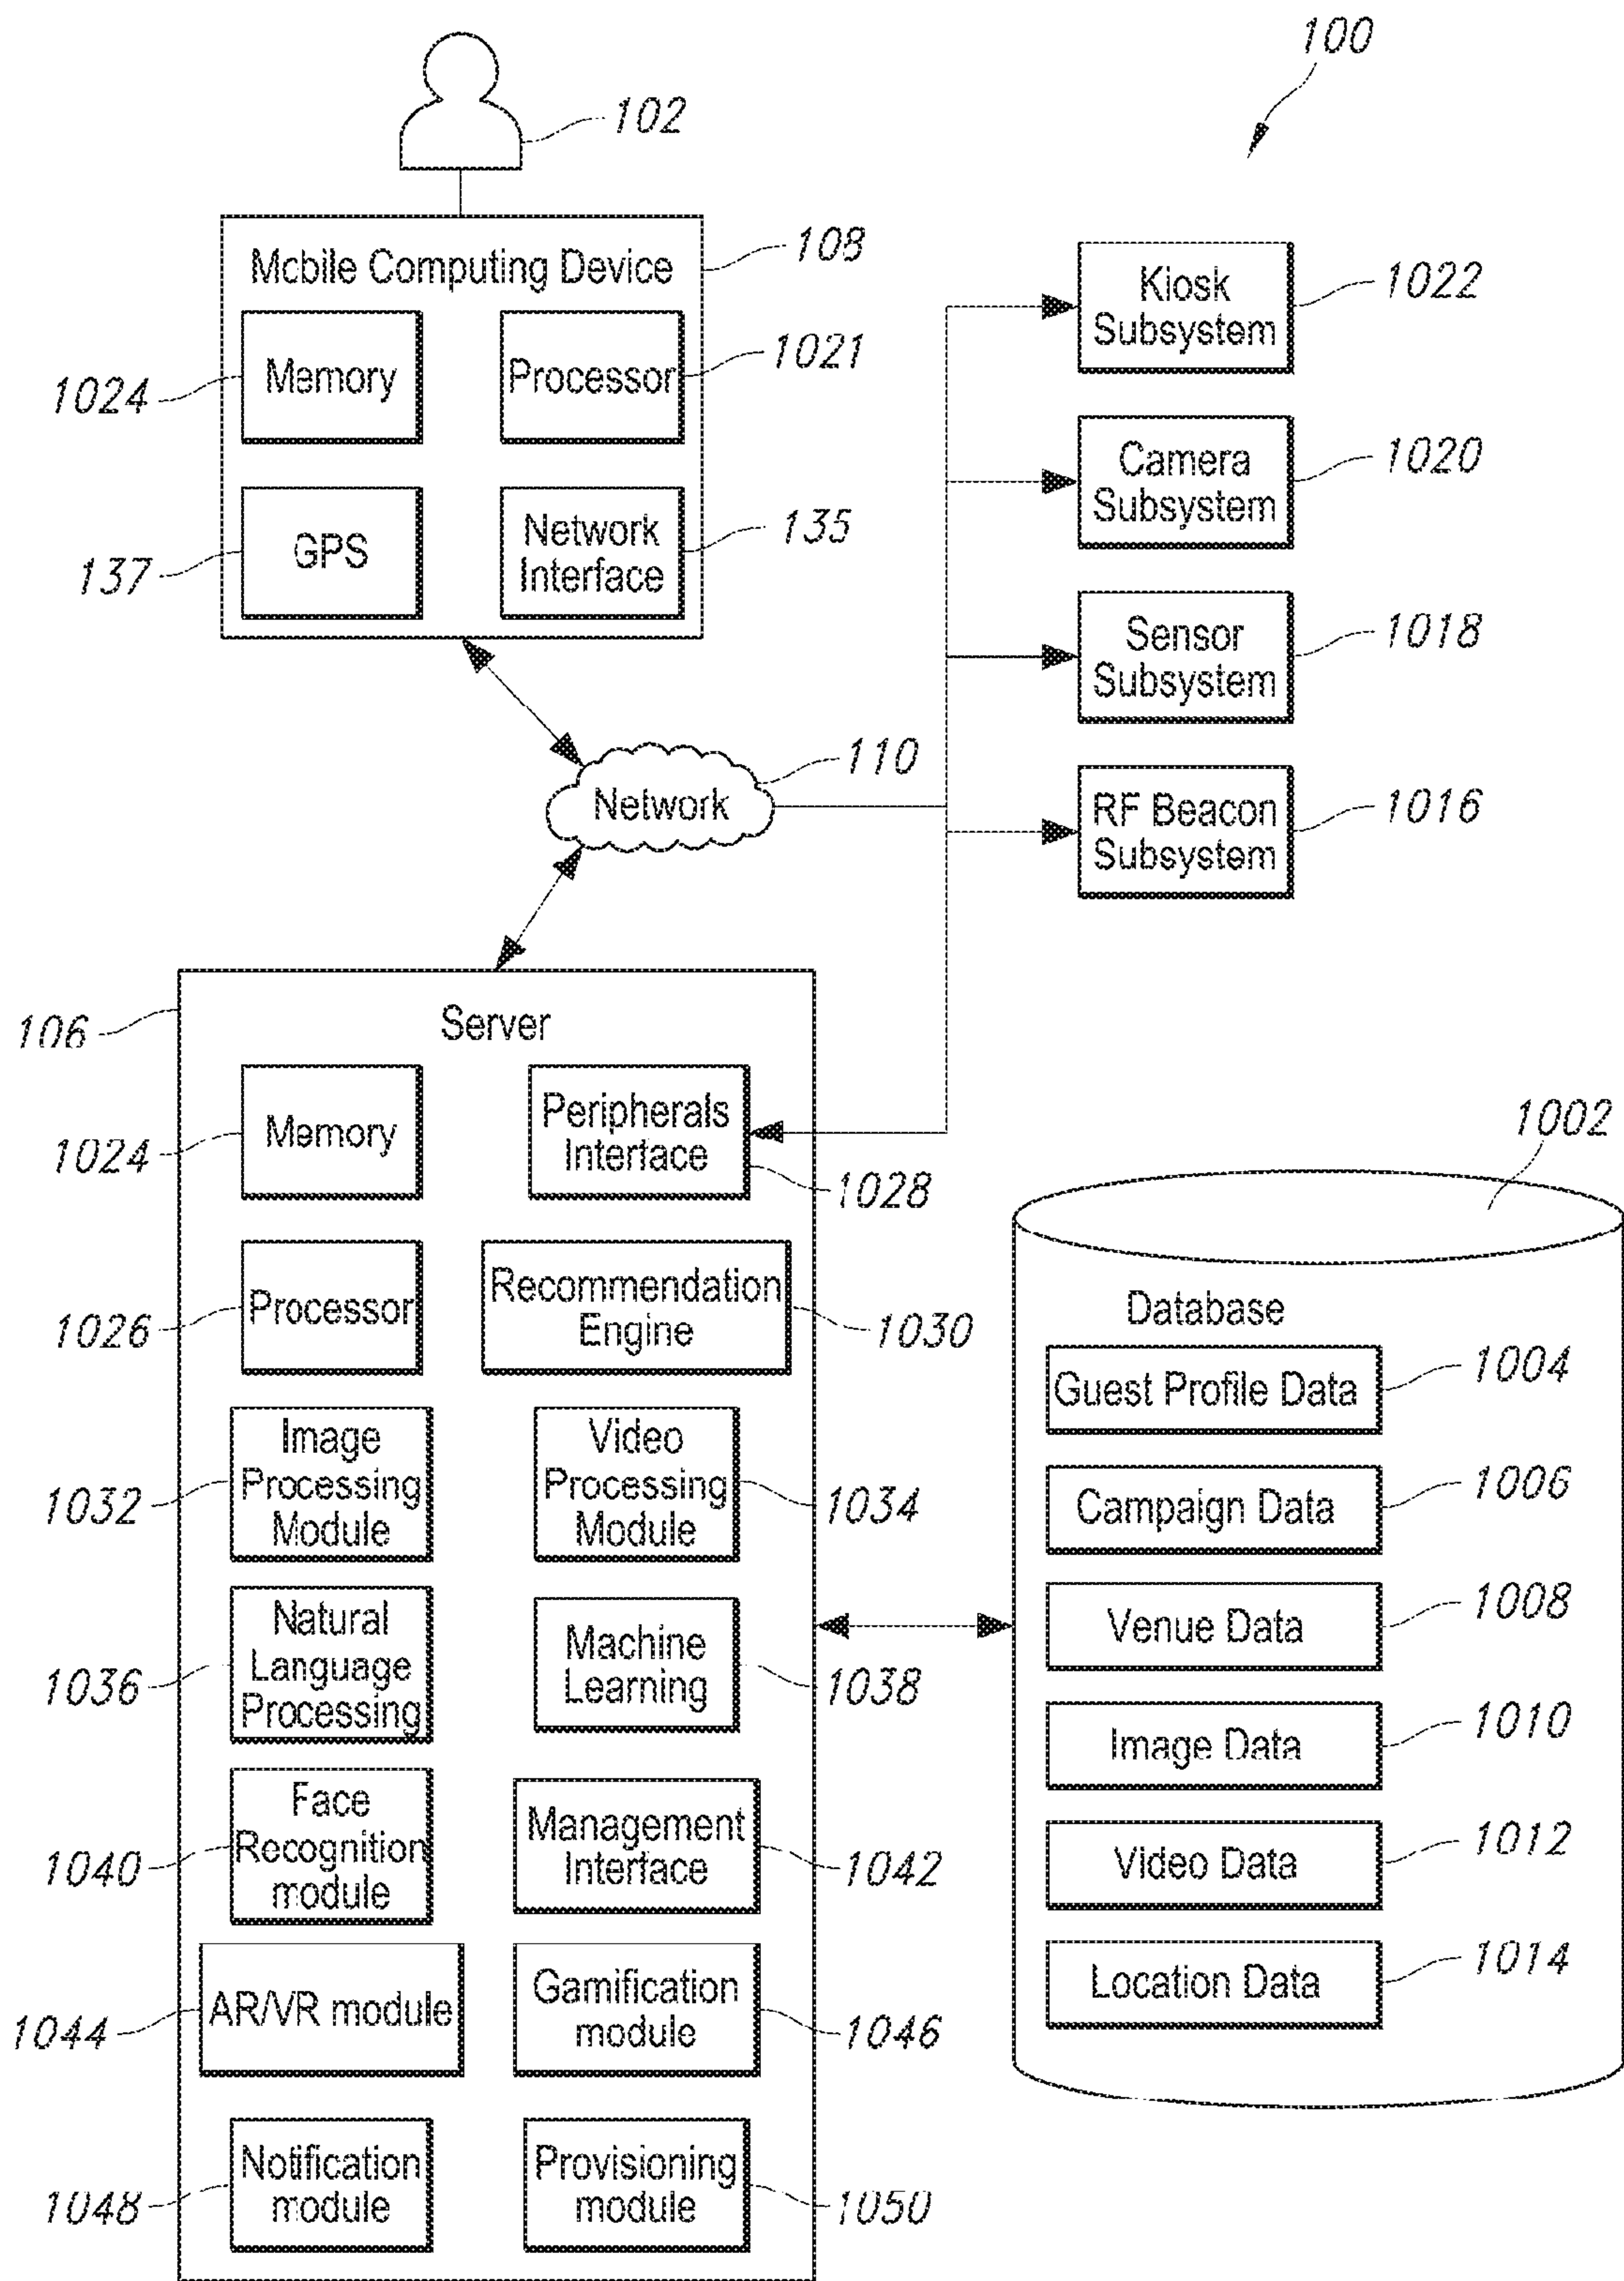 100
102
Mobile Computing Device
108
Memory
1024
Processor
1021
GPS
137
Network
Interface
135
Kiosk
Subsystem
1022
Camera
Subsystem
1020
Sensor
Subsystem
1018
RF Beacon
Subsystem
1016
Network
110
Server
106
Memory
1024
Peripherals
Interface
1028
Processor
1026
Recommendation
Engine
1030
Image
Processing
Module
1032
Video
Processing
Module
1034
Natural
Language
Processing
1036
Machine
Learning
1038
Face
Recognition
module
1040
Management
Interface
1042
AR/VR module
1044
Gamification
module
1046
Notification
module
1048
Provisioning
module
1050
1002
Database
Guest Profile Data
1004
Campaign Data
1006
Venue Data
1008
Image Data
1010
Video Data
1012
Location Data
1014